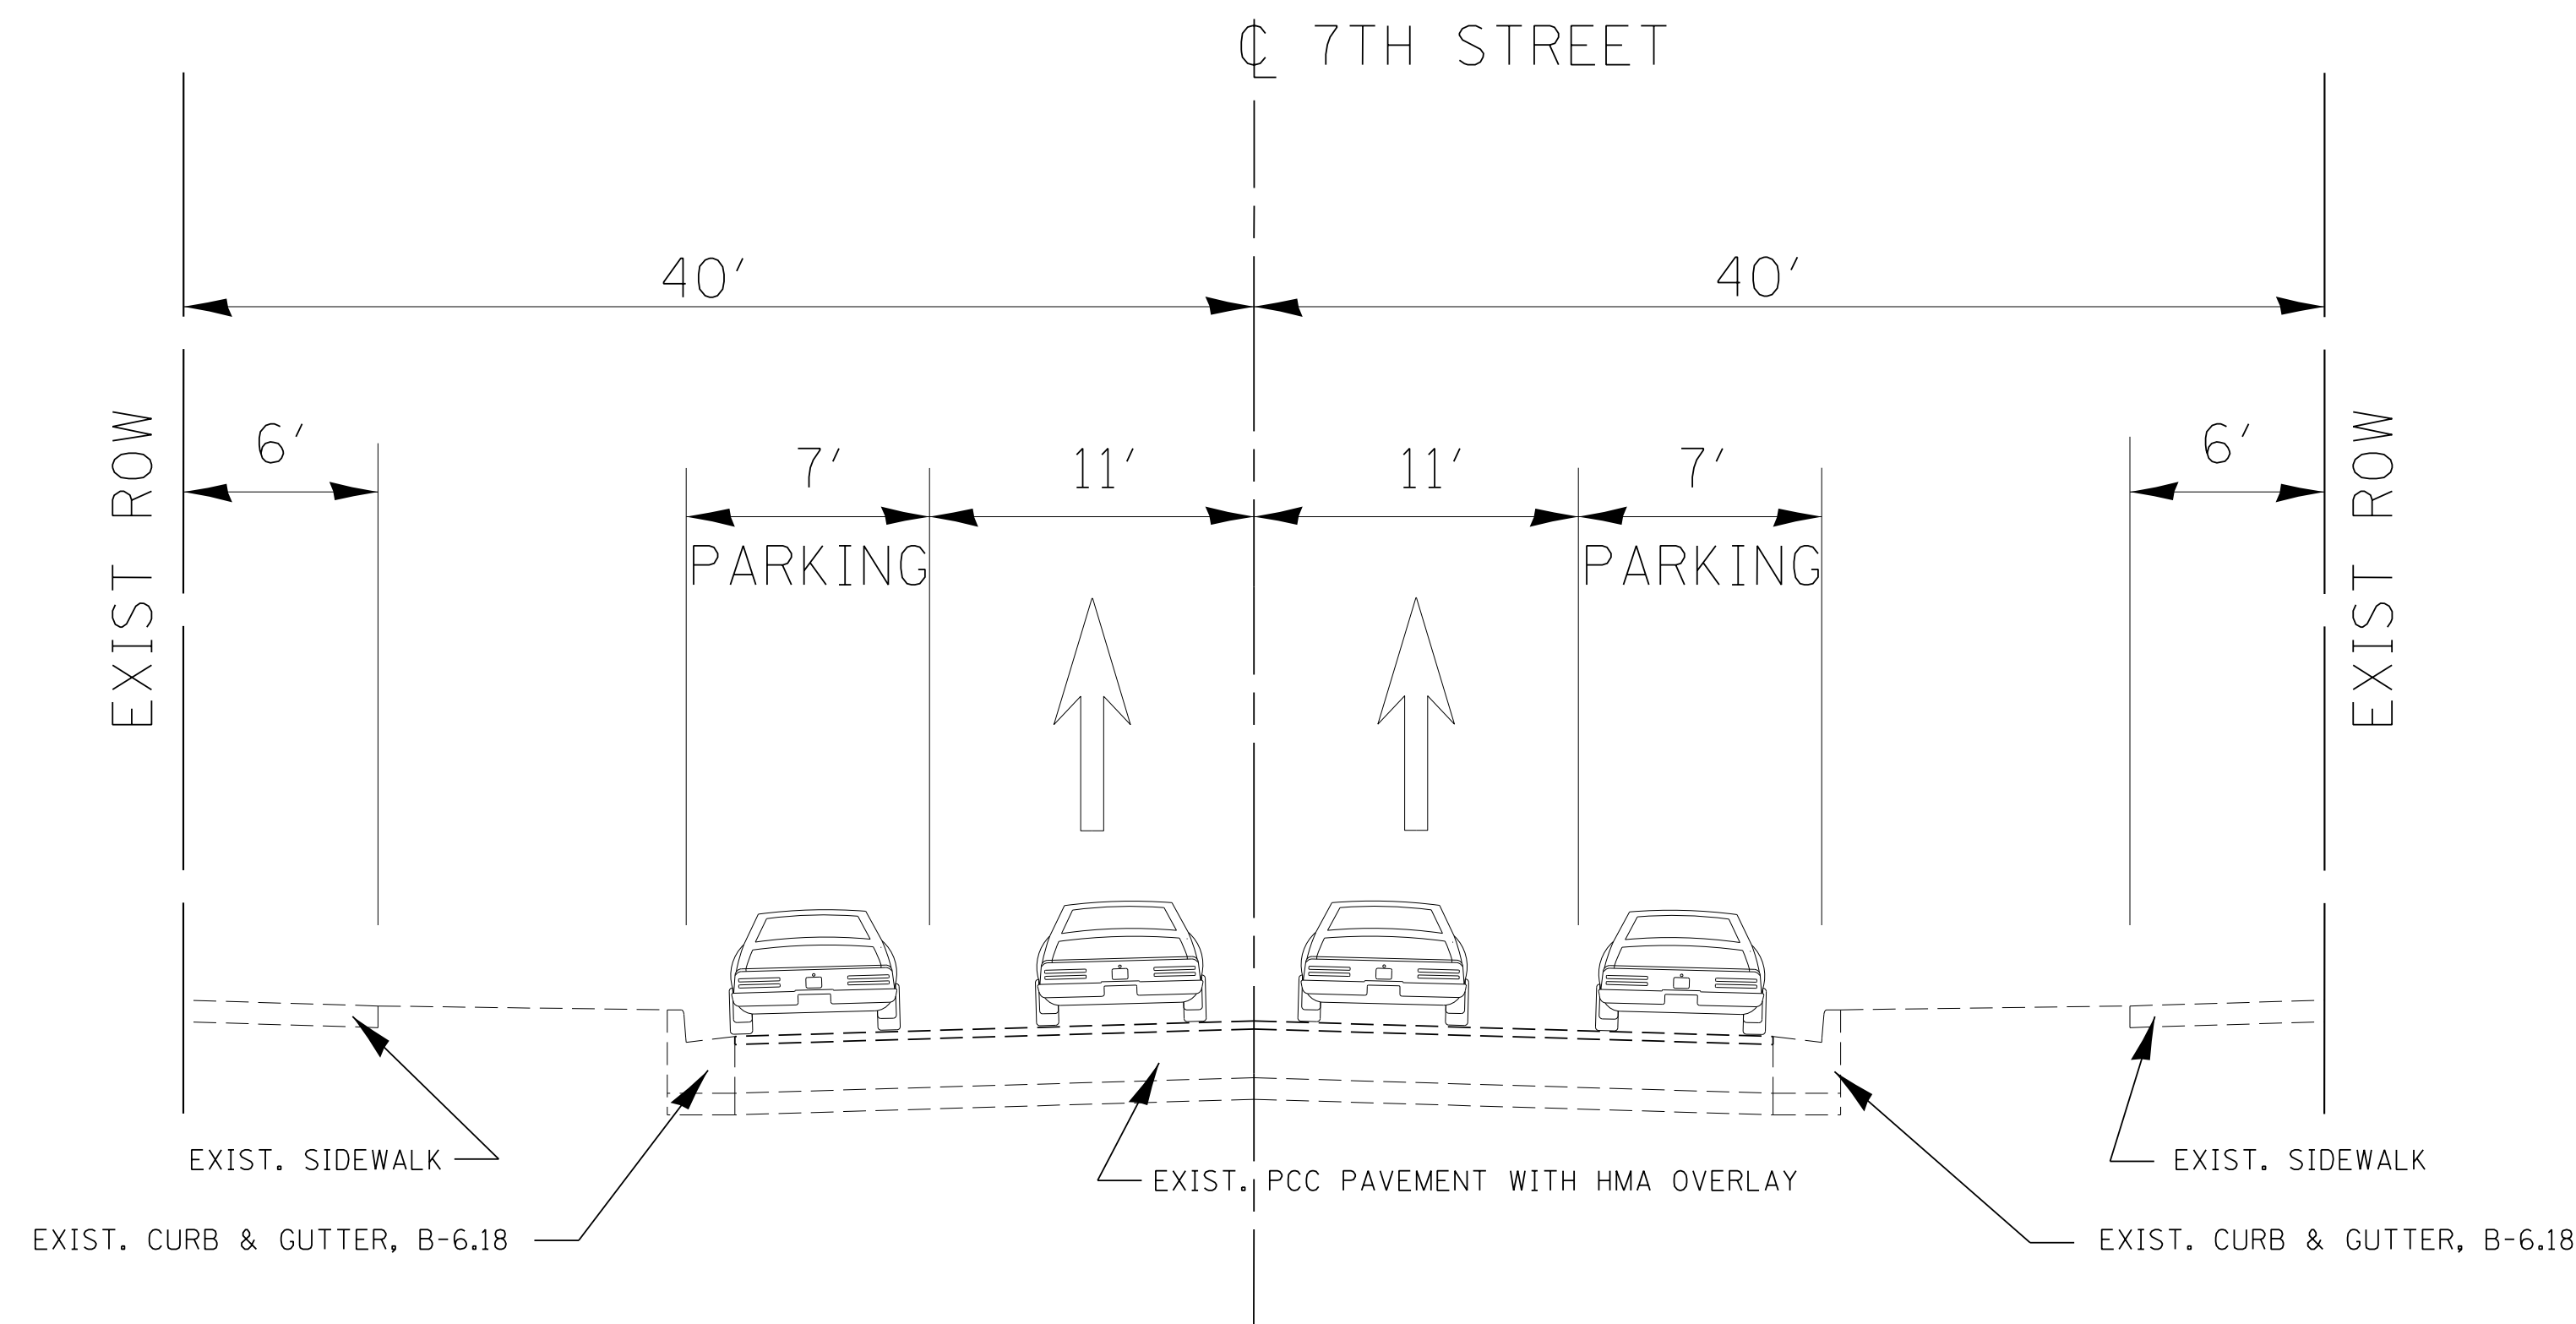 ℄ 7TH STREET
40' 40'
6' 7' 11' 11' 7' 6'
PARKING PARKING
EXIST ROW
EXIST ROW
EXIST. SIDEWALK
EXIST. PCC PAVEMENT WITH HMA OVERLAY
EXIST. SIDEWALK
EXIST. CURB & GUTTER, B-6.18
EXIST. CURB & GUTTER, B-6.18